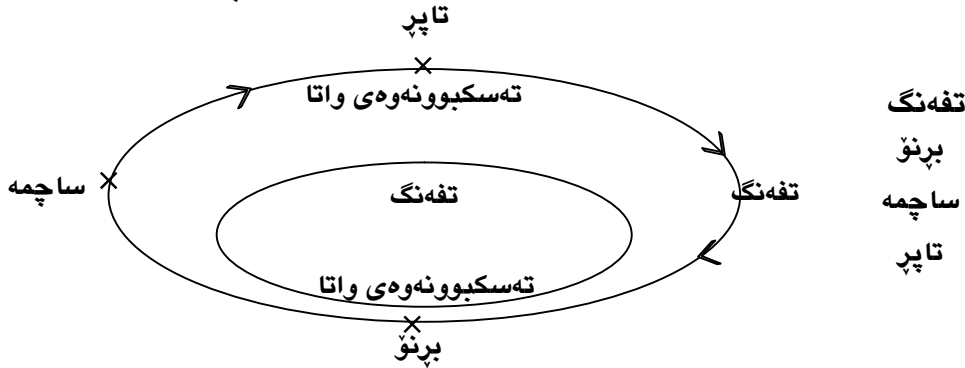 تاپڕ
تەسکبوونەوەی واتا
تفەنگ
ساچمە
تفەنگ
تەسکبوونەوەی واتا
بڕنۆ
تفەنگ
بڕنۆ
ساچمە
تاپڕ